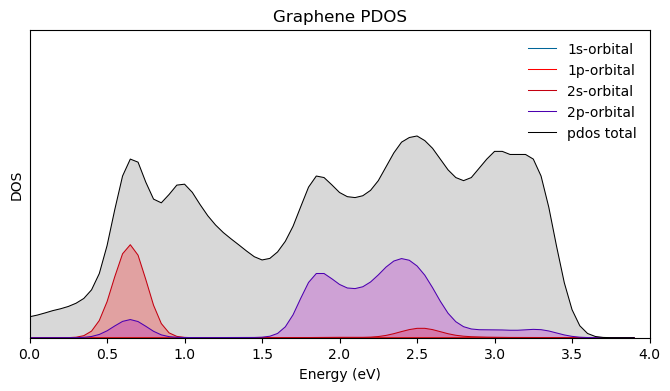 Graphene PDOS
1s-orbital
1p-orbital
2s-orbital
2p-orbital
pdos total
DOS
0.0 0.5 1.0 1.5 2.0 2.5 3.0 3.5 4.0
Energy (eV)